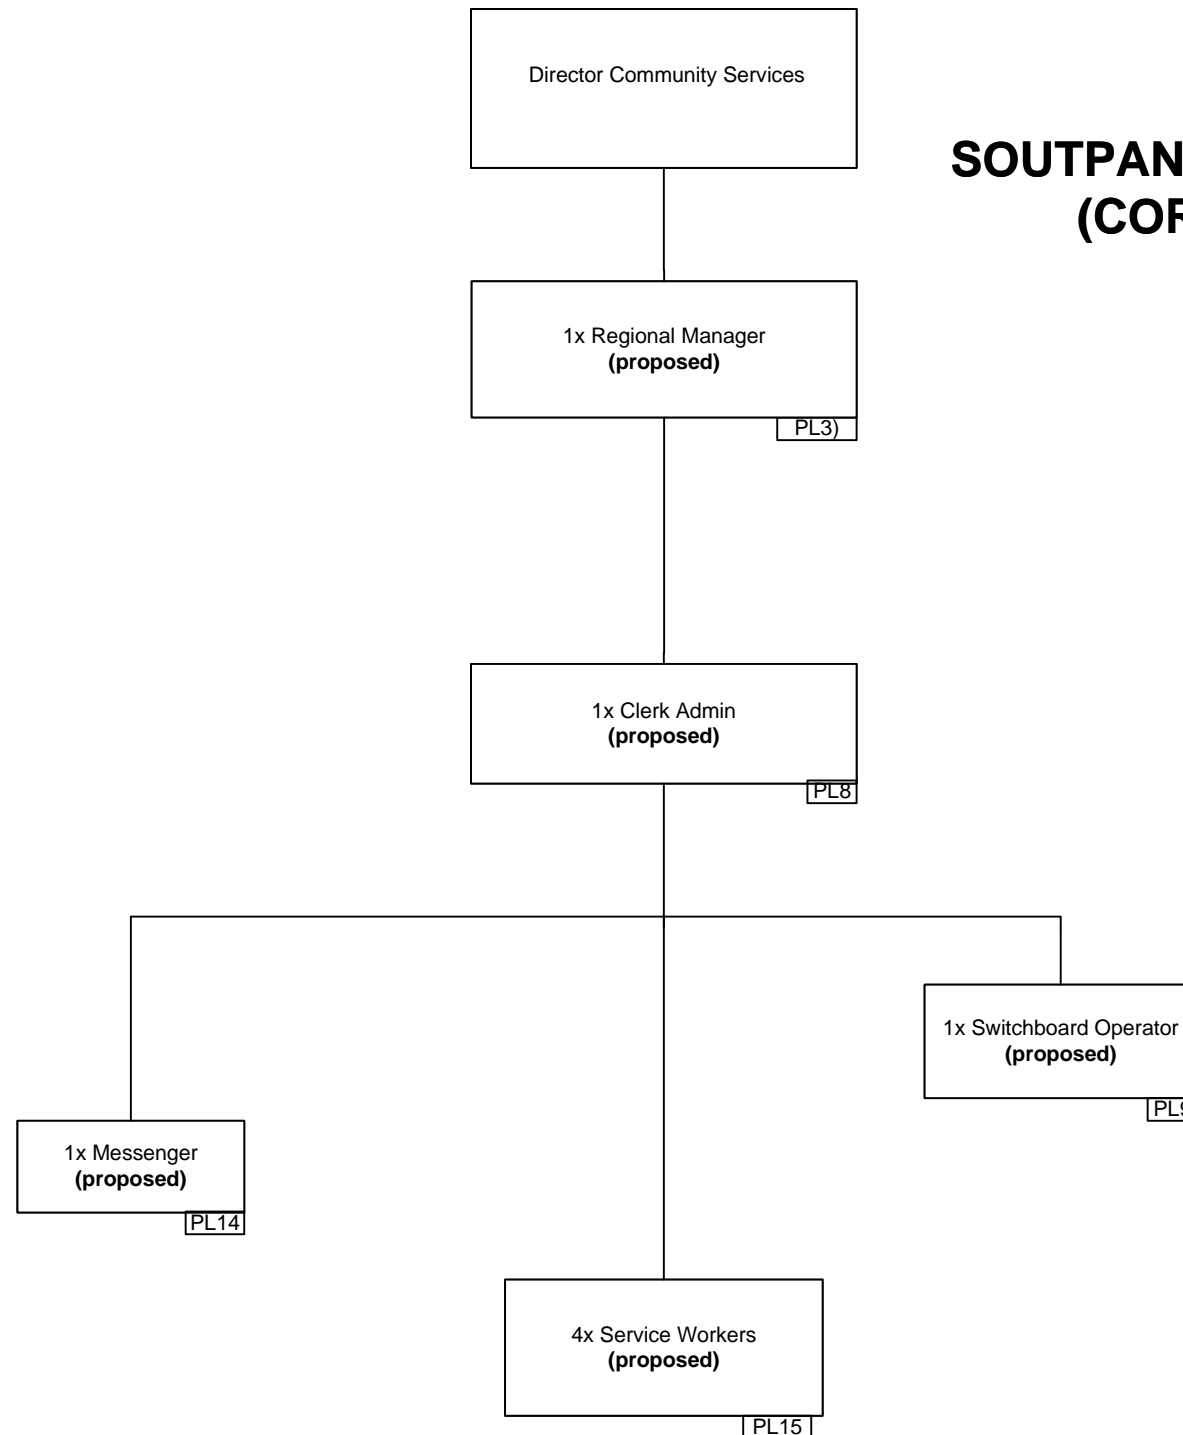 Director Community Services
SOUTPAN
(COR
1x Regional Manager
(proposed)
PL3)
1x Clerk Admin
(proposed)
PL8
1x Switchboard Operator
(proposed)
PL9
1x Messenger
(proposed)
PL14
4x Service Workers
(proposed)
PL15